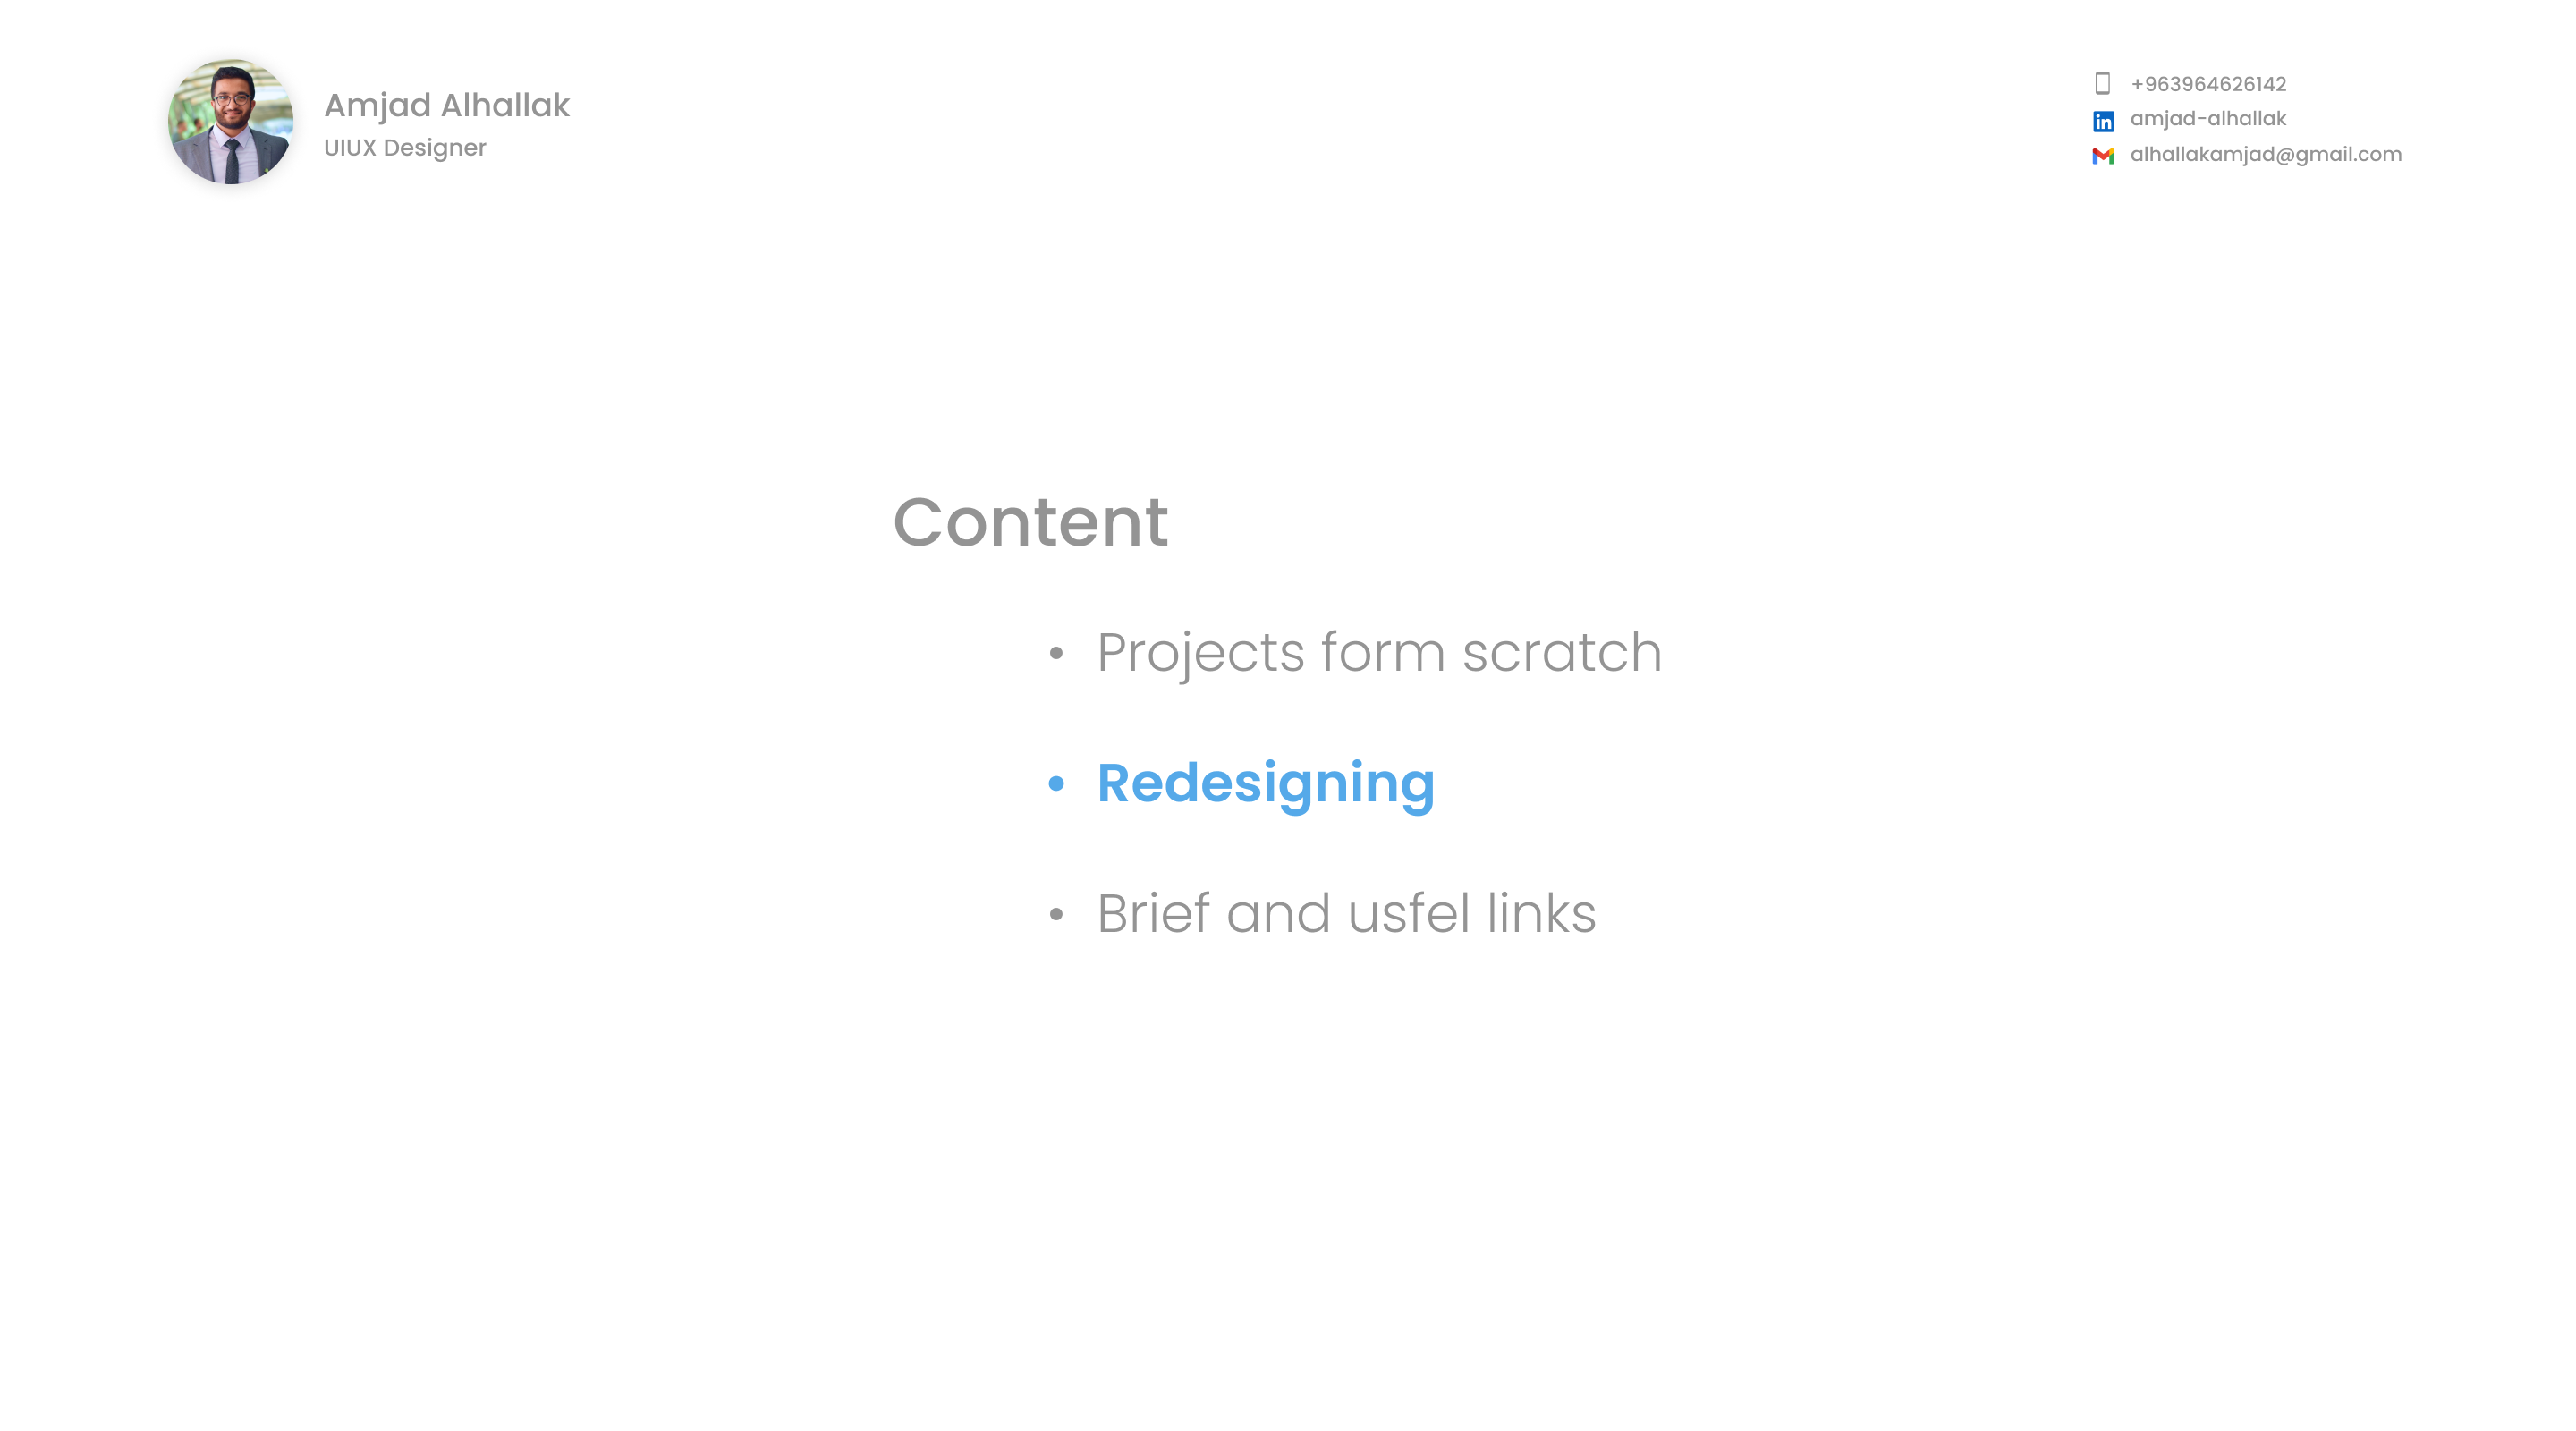 Amjad Alhallak
UIUX Designer
+963964626142
amjad-alhallak
alhallakamjad@gmail.com
Content
• Projects form scratch
• Redesigning
• Brief and usfel links